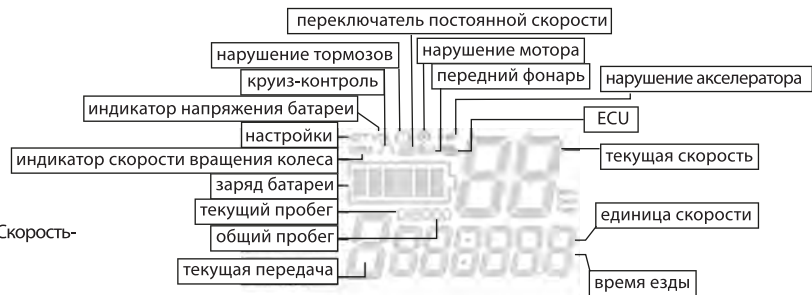 переключатель постоянной скорости
нарушение тормозов
нарушение мотора
круиз-контроль
передний фонарь
нарушение акселератора
индикатор напряжения батареи
ECU
настройки
индикатор скорости вращения колеса
текущая скорость
заряд батареи
текущий пробег
единица скорости
Скорость-
общий пробег
текущая передача
время езды